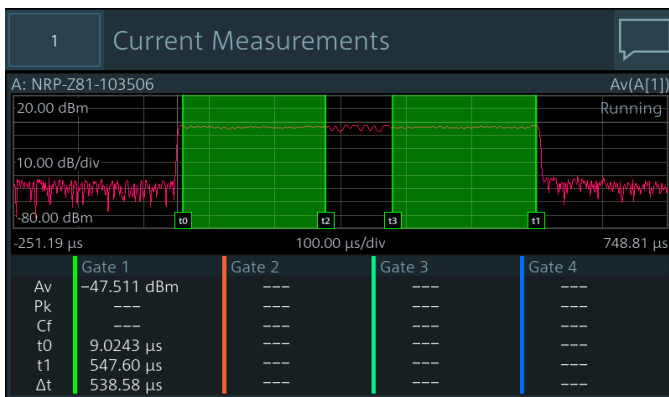 1
Current Measurements
A: NRP-Z81-103506 Av(A[1])
20.00 dBm Running
10.00 dB/div
-80.00 dBm
t0 t2 t3 t1
-251.19 µs 100.00 µs/div 748.81 µs
Gate 1 Gate 2 Gate 3 Gate 4
Av −47.511 dBm --- --- ---
Pk --- --- --- ---
Cf --- --- --- ---
t0 9.0243 µs --- --- ---
t1 547.60 µs --- --- ---
Δt 538.58 µs --- --- ---